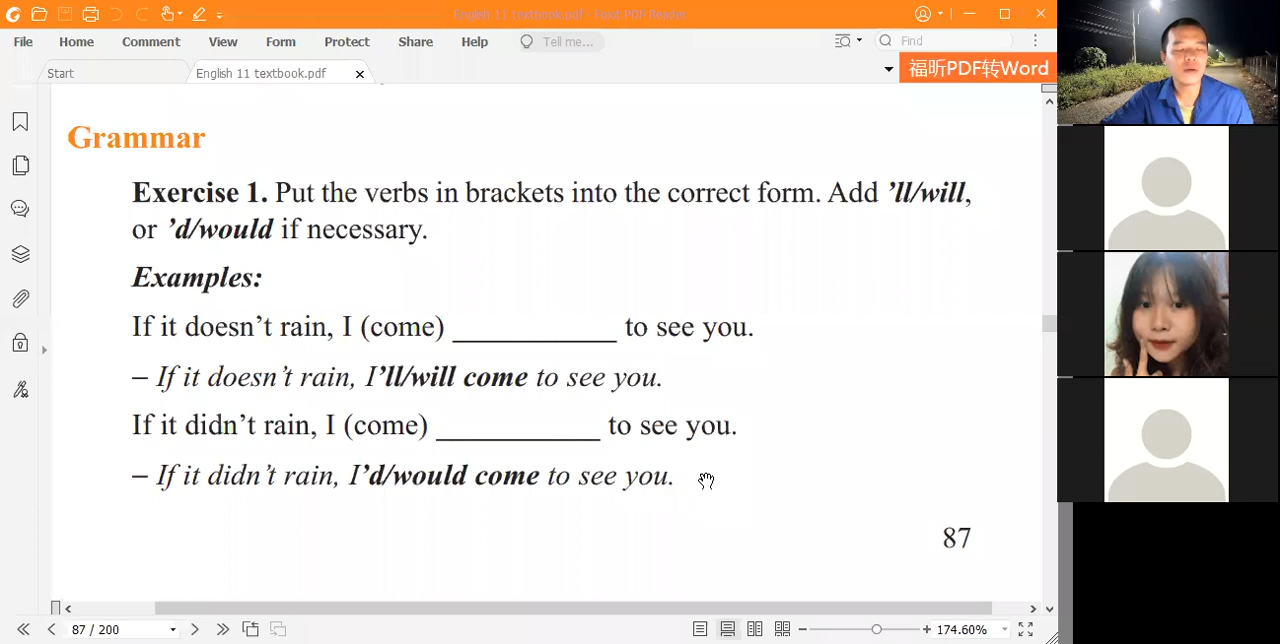 English 11 textbook.pdf - Foxit PDF Reader
File Home Comment View Form Protect Share Help Tell me... Find
Start English 11 textbook.pdf 福昕PDF转Word
Grammar
Exercise 1. Put the verbs in brackets into the correct form. Add ’ll/will,
or ’d/would if necessary.
Examples:
If it doesn’t rain, I (come) ____________ to see you.
– If it doesn’t rain, I’ll/will come to see you.
If it didn’t rain, I (come) ____________ to see you.
– If it didn’t rain, I’d/would come to see you.
87
87 / 200 174.60%